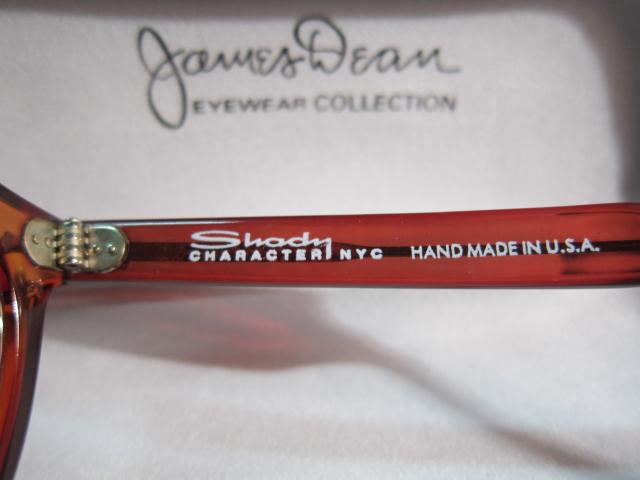 James Dean
EYEWEAR COLLECTION
Shady
CHARACTER NYC HAND MADE IN U.S.A.